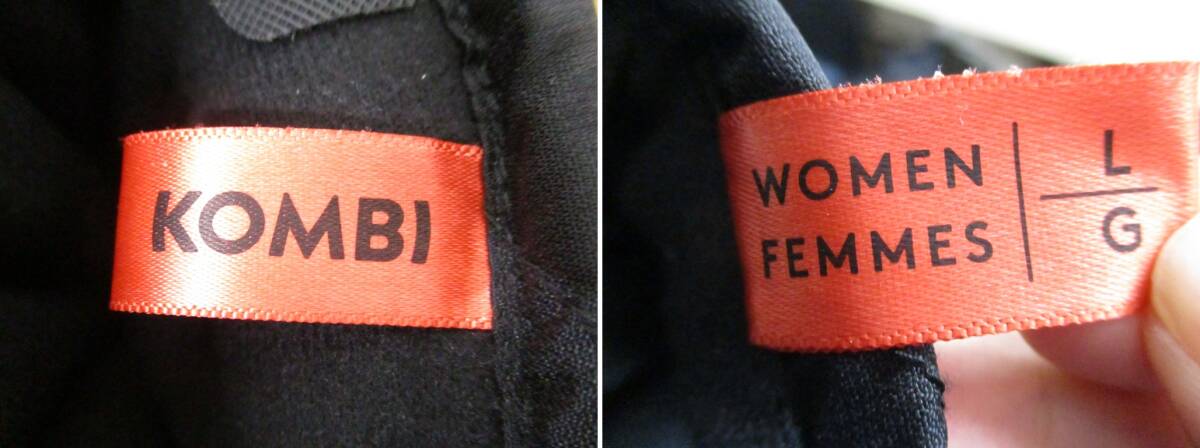 KOMBI
WOMEN
FEMMES
L
G